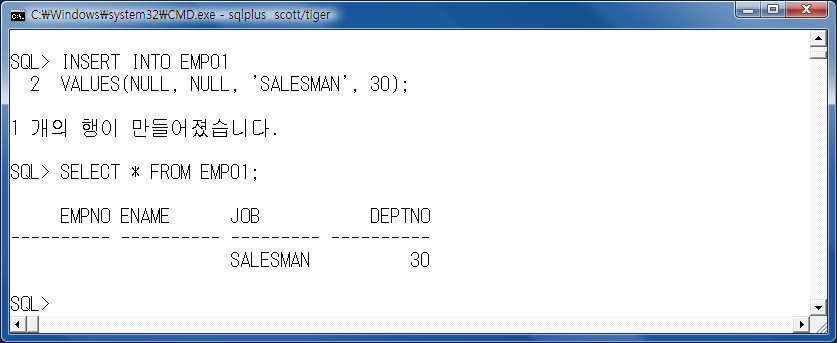 C:\Windows\system32\CMD.exe - sqlplus  scott/tiger
SQL> INSERT INTO EMP01
  2  VALUES(NULL, NULL, 'SALESMAN', 30);
1 개의 행이 만들어졌습니다.
SQL> SELECT * FROM EMP01;
     EMPNO ENAME      JOB           DEPTNO
---------- ---------- --------- ----------
                      SALESMAN          30
SQL>